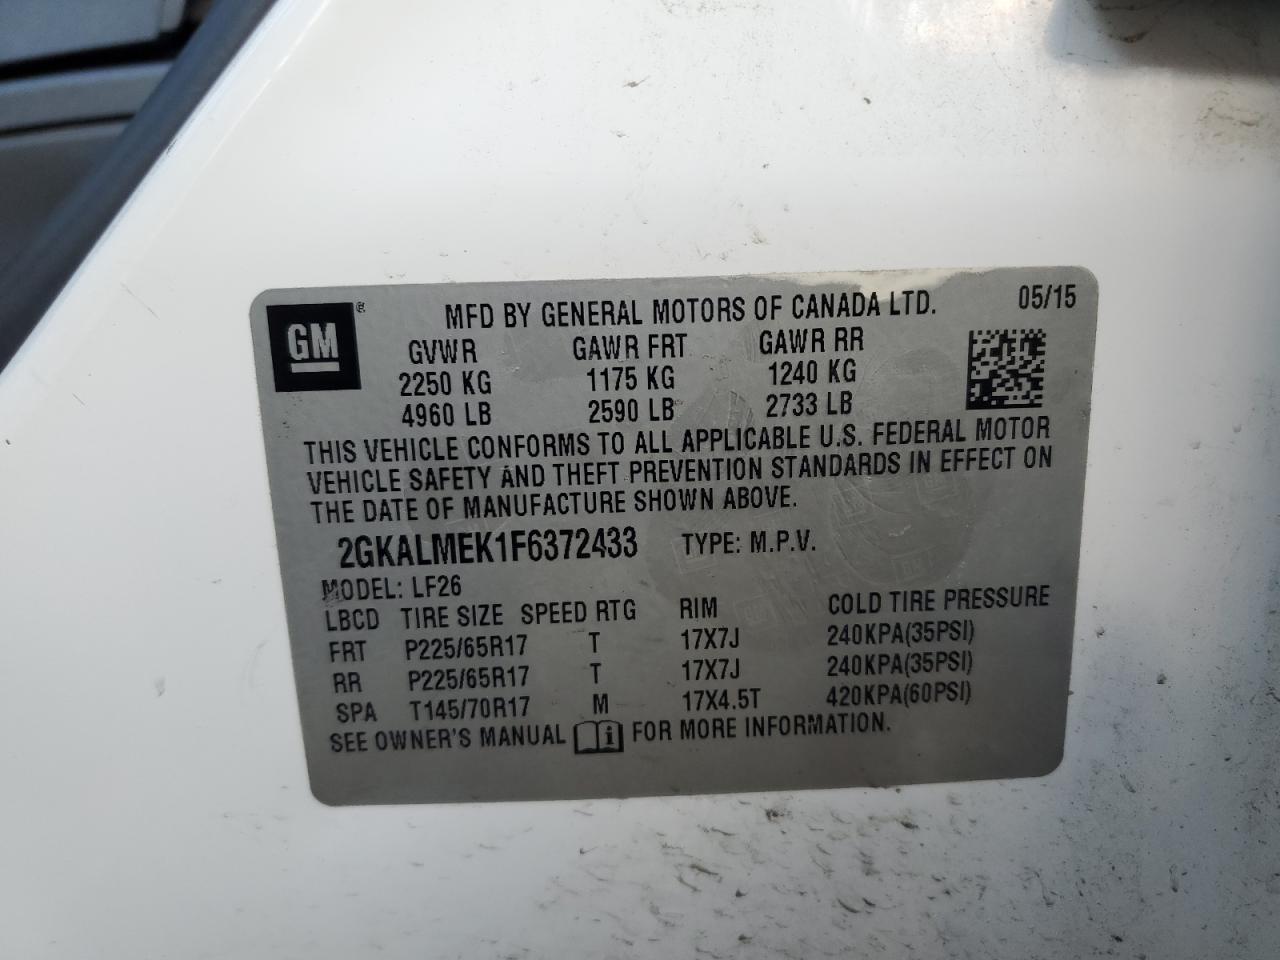 GM ® MFD BY GENERAL MOTORS OF CANADA LTD. 05/15
GVWR GAWR FRT GAWR RR
2250 KG 1175 KG 1240 KG
4960 LB 2590 LB 2733 LB
THIS VEHICLE CONFORMS TO ALL APPLICABLE U.S. FEDERAL MOTOR
VEHICLE SAFETY AND THEFT PREVENTION STANDARDS IN EFFECT ON
THE DATE OF MANUFACTURE SHOWN ABOVE.
2GKALMEK1F6372433 TYPE: M.P.V.
MODEL: LF26
LBCD TIRE SIZE SPEED RTG RIM COLD TIRE PRESSURE
FRT P225/65R17 T 17X7J 240KPA(35PSI)
RR P225/65R17 T 17X7J 240KPA(35PSI)
SPA T145/70R17 M 17X4.5T 420KPA(60PSI)
SEE OWNER'S MANUAL i FOR MORE INFORMATION.